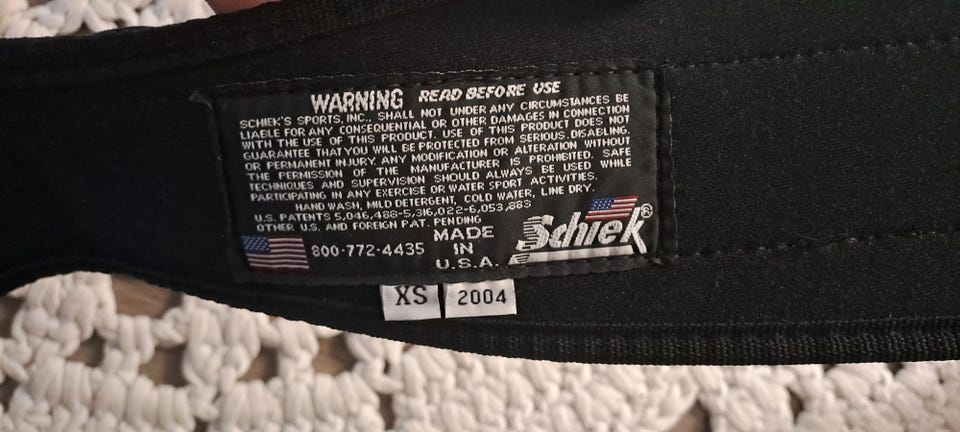 WARNING READ BEFORE USE
SCHIEK'S SPORTS, INC., SHALL NOT UNDER ANY CIRCUMSTANCES BE
LIABLE FOR ANY CONSEQUENTIAL OR OTHER DAMAGES IN CONNECTION
WITH THE USE OF THIS PRODUCT. USE OF THIS PRODUCT DOES NOT
GUARANTEE THAT YOU WILL BE PROTECTED FROM SERIOUS, DISABLING,
OR PERMANENT INJURY. ANY MODIFICATION OR ALTERATION WITHOUT
THE PERMISSION OF THE MANUFACTURER IS PROHIBITED. SAFE
TECHNIQUES AND SUPERVISION SHOULD ALWAYS BE USED WHILE
PARTICIPATING IN ANY EXERCISE OR WATER SPORT ACTIVITIES.
HAND WASH, MILD DETERGENT, COLD WATER, LINE DRY.
U.S. PATENTS 5,046,488-5,316,022-6,053,883
OTHER U.S. AND FOREIGN PAT. PENDING
800-772-4435
MADE
IN
U.S.A.
Schiek®
XS
2004